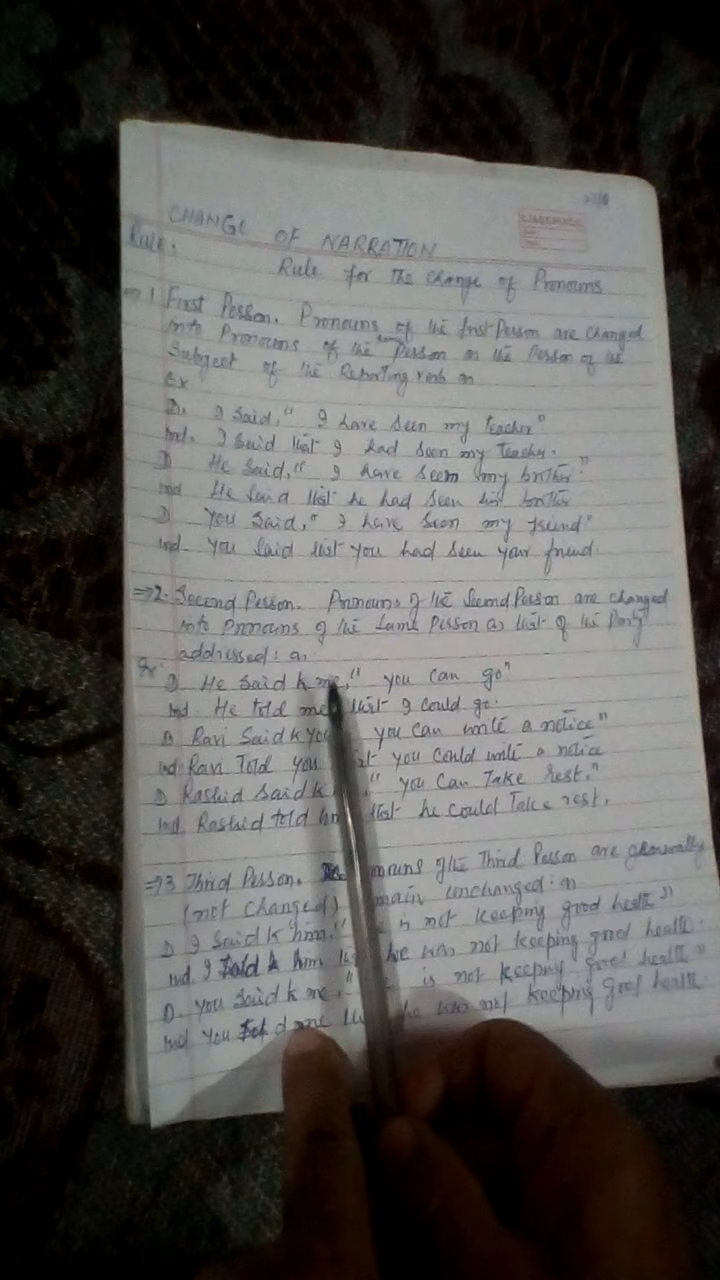 CLASSMATE
CHANGE OF NARRATION
Rule:
Rule for the change of Pronouns
⇒ 1 First Person. Pronouns of the first Person are changed
into Pronouns of the same Person as the Person of the
Subject of the Reporting verb as
Ex
D. I said, "I have seen my teacher"
Ind. I said that I had seen my teacher.
D He said, "I have seen my brother"
Ind He said that he had seen his brother
D You said, "I have seen my friend"
Ind. You said that you had seen your friend.
⇒ 2. Second Person. Pronouns of the Second Person are changed
into Pronouns of the same Person as that of the Party
addressed: as
Ex.
D He said to me, "you can go"
Ind He told me that I could go.
D Ravi said to you you can write a notice"
Ind Ravi Told you you could write a notice
D Rashid said " you can Take rest."
Ind Rashid told him that he could Take rest.
⇒ 3 Third Person. of the Third Person are generally
(not changed) unchanged. as
D I said to him, " is not keeping good health"
Ind I told him he was not keeping good health.
D. you said to me, " is not keeping good health"
Ind you told me he was not keeping good health.